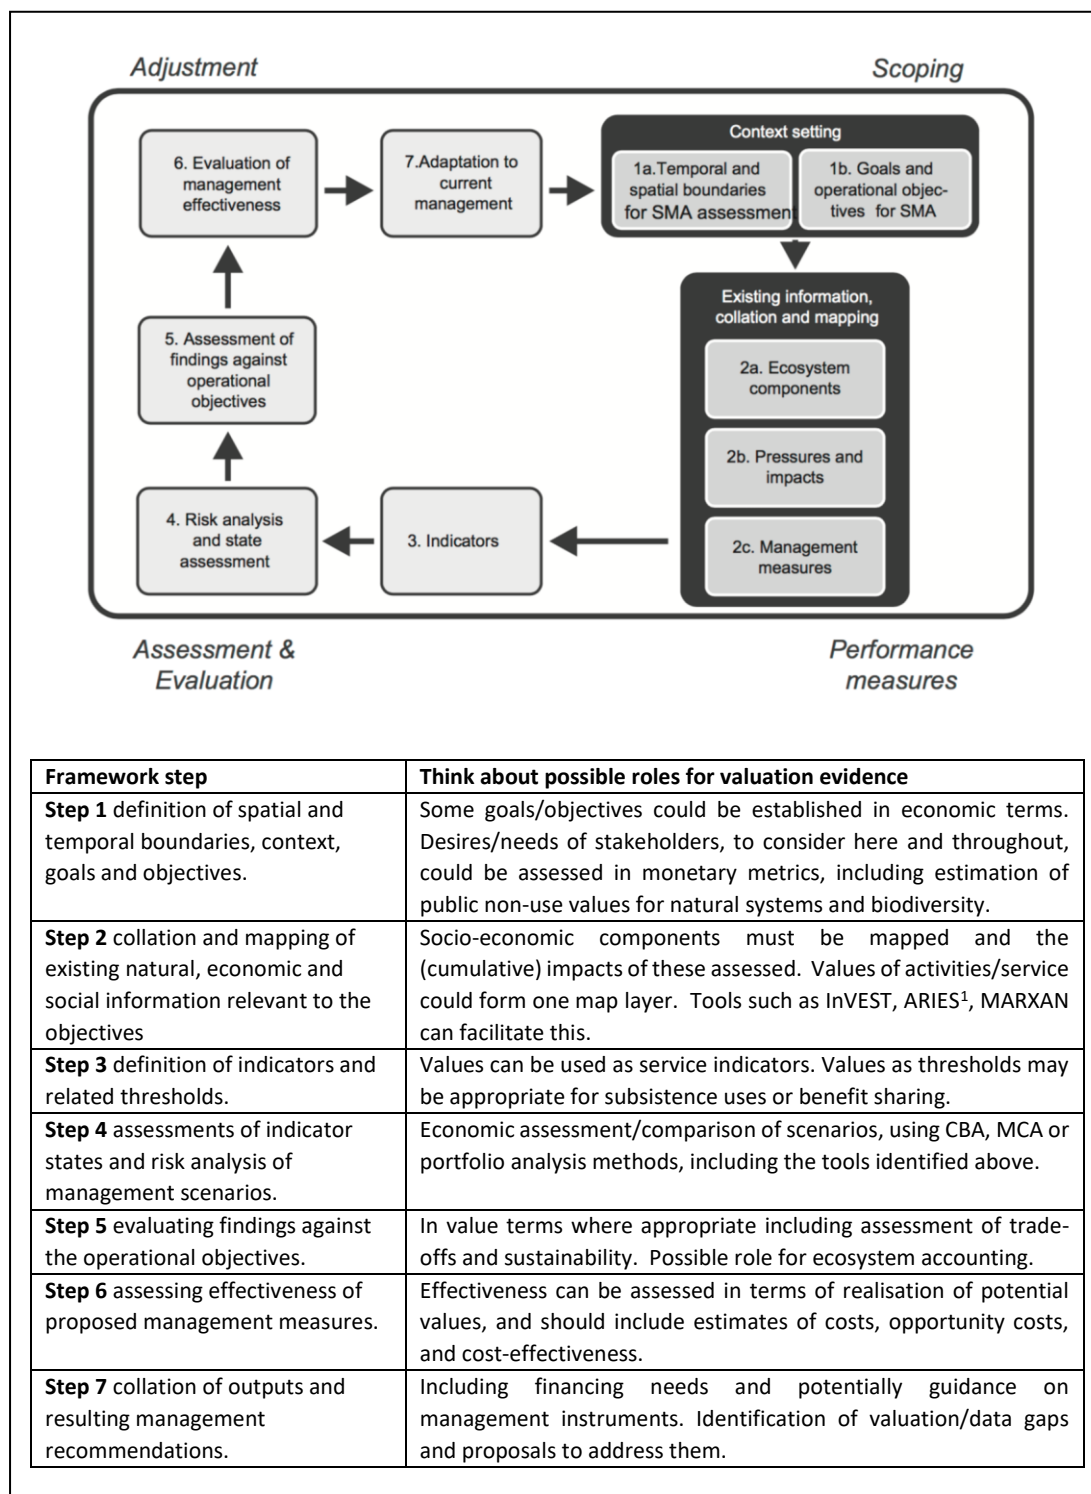 Adjustment
Scoping
6. Evaluation of
management
effectiveness
7.Adaptation to
current
management
Context setting
1a.Temporal and
spatial boundaries
for SMA assessment
1b. Goals and
operational objec-
tives for SMA
5. Assessment of
findings against
operational
objectives
Existing information,
collation and mapping
2a. Ecosystem
components
2b. Pressures and
impacts
2c. Management
measures
4. Risk analysis
and state
assessment
3. Indicators
Assessment &
Evaluation
Performance
measures
Framework step
Think about possible roles for valuation evidence
Step 1 definition of spatial and
temporal boundaries, context,
goals and objectives.
Some goals/objectives could be established in economic terms.
Desires/needs of stakeholders, to consider here and throughout,
could be assessed in monetary metrics, including estimation of
public non-use values for natural systems and biodiversity.
Step 2 collation and mapping of
existing natural, economic and
social information relevant to the
objectives
Socio-economic components must be mapped and the
(cumulative) impacts of these assessed. Values of activities/service
could form one map layer. Tools such as InVEST, ARIES¹, MARXAN
can facilitate this.
Step 3 definition of indicators and
related thresholds.
Values can be used as service indicators. Values as thresholds may
be appropriate for subsistence uses or benefit sharing.
Step 4 assessments of indicator
states and risk analysis of
management scenarios.
Economic assessment/comparison of scenarios, using CBA, MCA or
portfolio analysis methods, including the tools identified above.
Step 5 evaluating findings against
the operational objectives.
In value terms where appropriate including assessment of trade-
offs and sustainability. Possible role for ecosystem accounting.
Step 6 assessing effectiveness of
proposed management measures.
Effectiveness can be assessed in terms of realisation of potential
values, and should include estimates of costs, opportunity costs,
and cost-effectiveness.
Step 7 collation of outputs and
resulting management
recommendations.
Including financing needs and potentially guidance on
management instruments. Identification of valuation/data gaps
and proposals to address them.